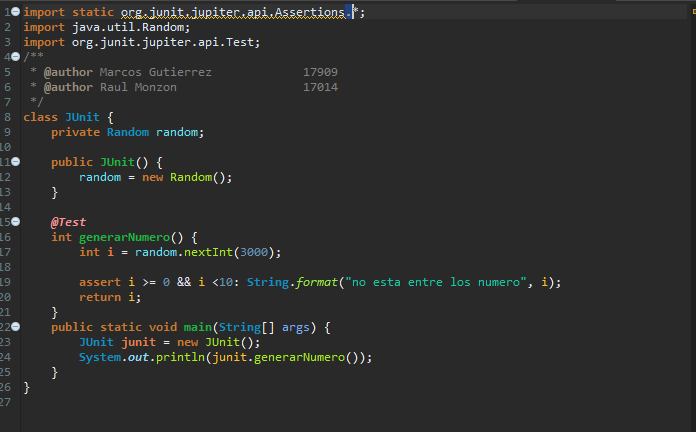 1 import static org.junit.jupiter.api.Assertions.*;
2 import java.util.Random;
3 import org.junit.jupiter.api.Test;
4 /**
5  * @author Marcos Gutierrez             17909
6  * @author Raul Monzon                  17014
7  */
8 class JUnit {
9     private Random random;
10
11     public JUnit() {
12         random = new Random();
13     }
14
15     @Test
16     int generarNumero() {
17         int i = random.nextInt(3000);
18
19         assert i >= 0 && i <10: String.format("no esta entre los numero", i);
20         return i;
21     }
22     public static void main(String[] args) {
23         JUnit junit = new JUnit();
24         System.out.println(junit.generarNumero());
25     }
26 }
27